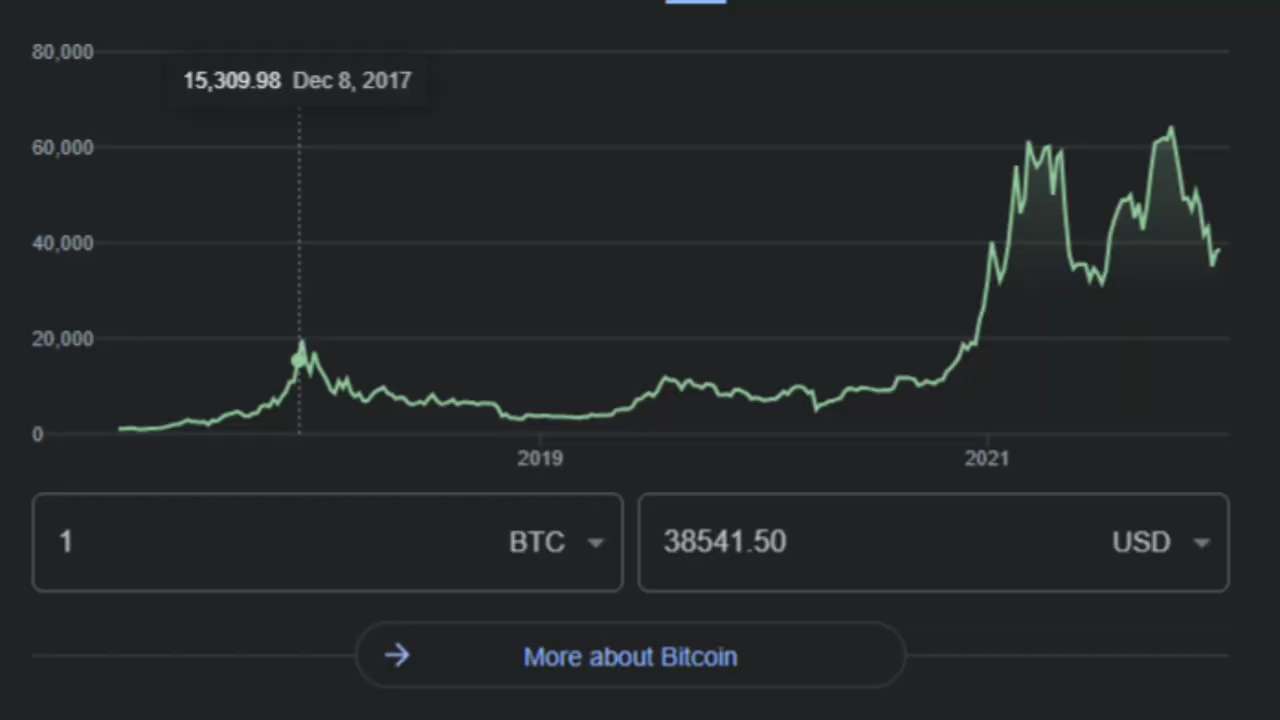 80,000
15,309.98 Dec 8, 2017
60,000
40,000
20,000
0
2019 2021
1 BTC 38541.50 USD
More about Bitcoin